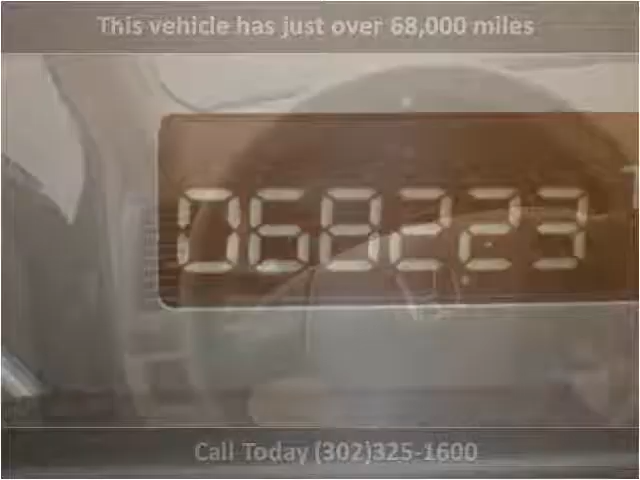 This vehicle has just over 68,000 miles
068223
Call Today (302)325-1600